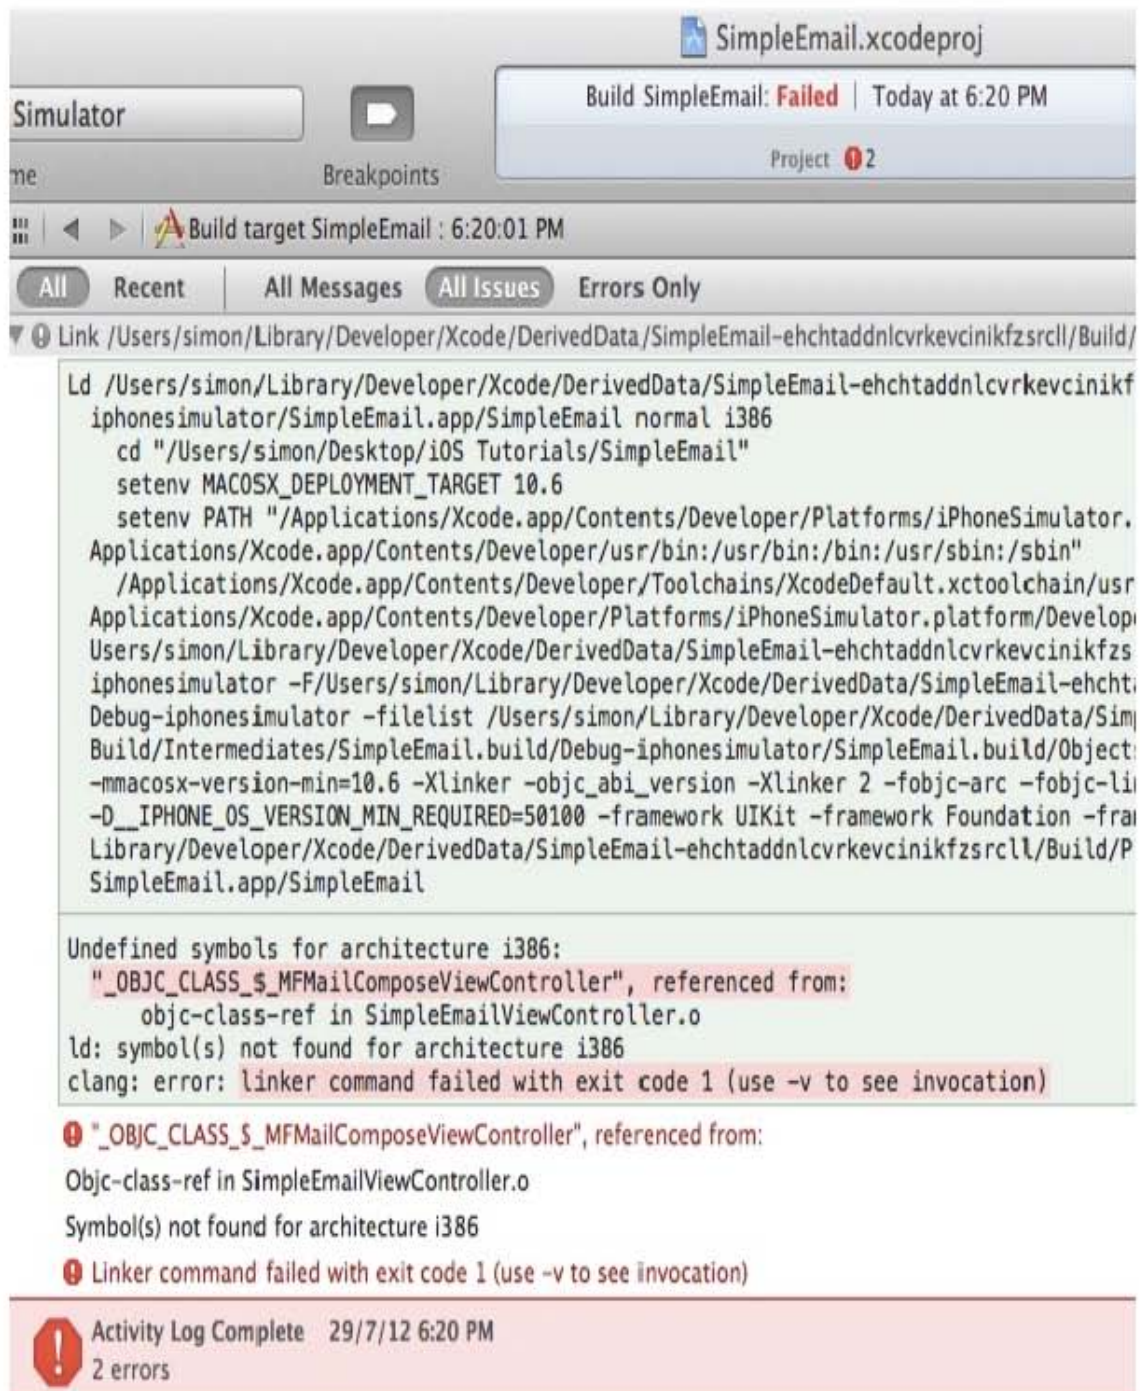 SimpleEmail.xcodeproj
Simulator
Build SimpleEmail: Failed | Today at 6:20 PM
Project 2
me
Breakpoints
Build target SimpleEmail : 6:20:01 PM
All Recent All Messages All Issues Errors Only
Link /Users/simon/Library/Developer/Xcode/DerivedData/SimpleEmail-ehchtaddnlcvrkevcinikfzsrcll/Build/
Ld /Users/simon/Library/Developer/Xcode/DerivedData/SimpleEmail-ehchtaddnlcvrkevcinikf
iphonesimulator/SimpleEmail.app/SimpleEmail normal i386
cd "/Users/simon/Desktop/iOS Tutorials/SimpleEmail"
setenv MACOSX_DEPLOYMENT_TARGET 10.6
setenv PATH "/Applications/Xcode.app/Contents/Developer/Platforms/iPhoneSimulator.
Applications/Xcode.app/Contents/Developer/usr/bin:/usr/bin:/bin:/usr/sbin:/sbin"
/Applications/Xcode.app/Contents/Developer/Toolchains/XcodeDefault.xctoolchain/usr
Applications/Xcode.app/Contents/Developer/Platforms/iPhoneSimulator.platform/Develop
Users/simon/Library/Developer/Xcode/DerivedData/SimpleEmail-ehchtaddnlcvrkevcinikfzs
iphonesimulator -F/Users/simon/Library/Developer/Xcode/DerivedData/SimpleEmail-ehcht
Debug-iphonesimulator -filelist /Users/simon/Library/Developer/Xcode/DerivedData/Sim
Build/Intermediates/SimpleEmail.build/Debug-iphonesimulator/SimpleEmail.build/Object
-mmacosx-version-min=10.6 -Xlinker -objc_abi_version -Xlinker 2 -fobjc-arc -fobjc-li
-D__IPHONE_OS_VERSION_MIN_REQUIRED=50100 -framework UIKit -framework Foundation -fra
Library/Developer/Xcode/DerivedData/SimpleEmail-ehchtaddnlcvrkevcinikfzsrcll/Build/P
SimpleEmail.app/SimpleEmail
Undefined symbols for architecture i386:
"_OBJC_CLASS_$_MFMailComposeViewController", referenced from:
objc-class-ref in SimpleEmailViewController.o
ld: symbol(s) not found for architecture i386
clang: error: linker command failed with exit code 1 (use -v to see invocation)
"_OBJC_CLASS_$_MFMailComposeViewController", referenced from:
Objc-class-ref in SimpleEmailViewController.o
Symbol(s) not found for architecture i386
Linker command failed with exit code 1 (use -v to see invocation)
Activity Log Complete 29/7/12 6:20 PM
2 errors